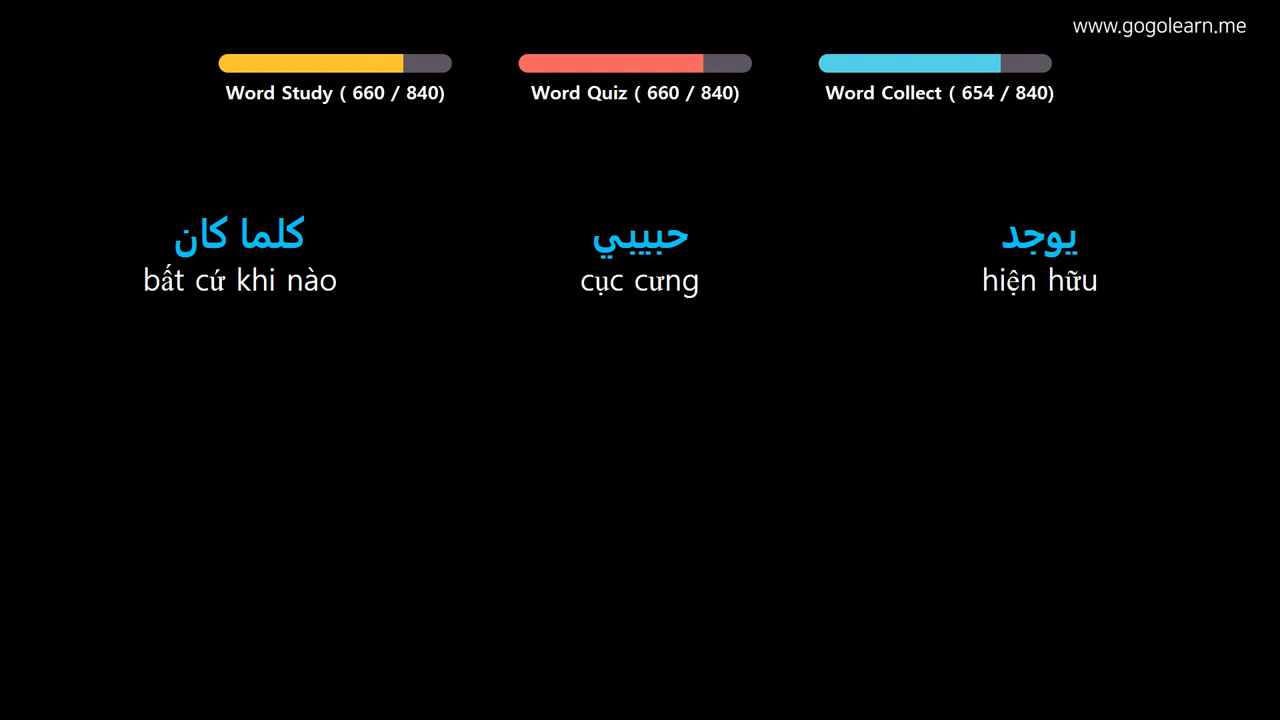 www.gogolearn.me
Word Study ( 660 / 840)
Word Quiz ( 660 / 840)
Word Collect ( 654 / 840)
كلما كان
bất cứ khi nào
حبيبي
cục cưng
يوجد
hiện hữu